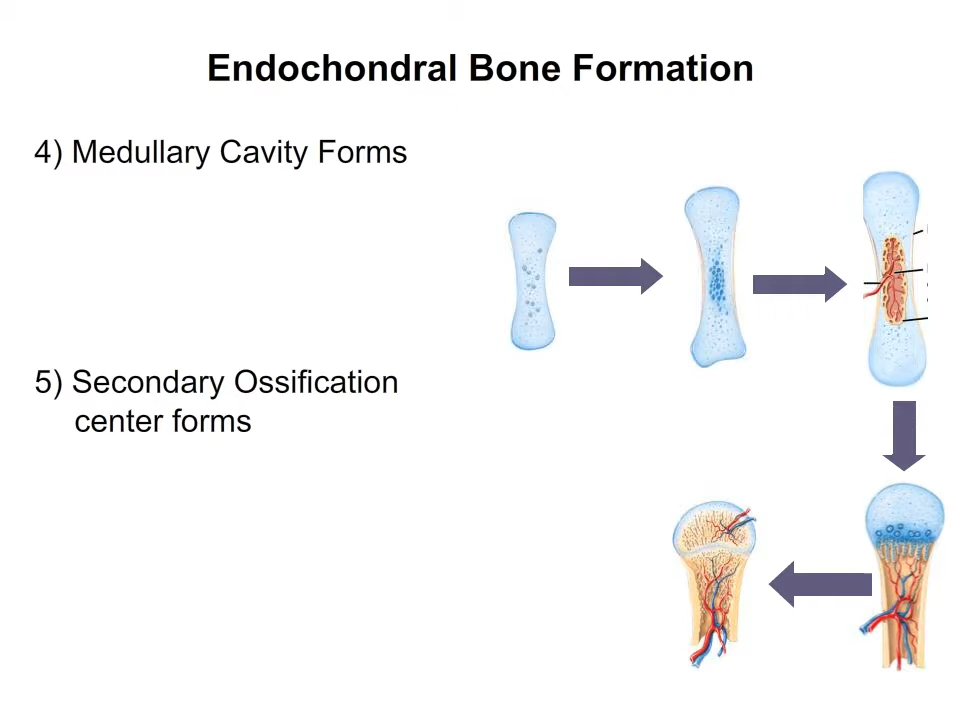 Endochondral Bone Formation
4) Medullary Cavity Forms
5) Secondary Ossification
center forms